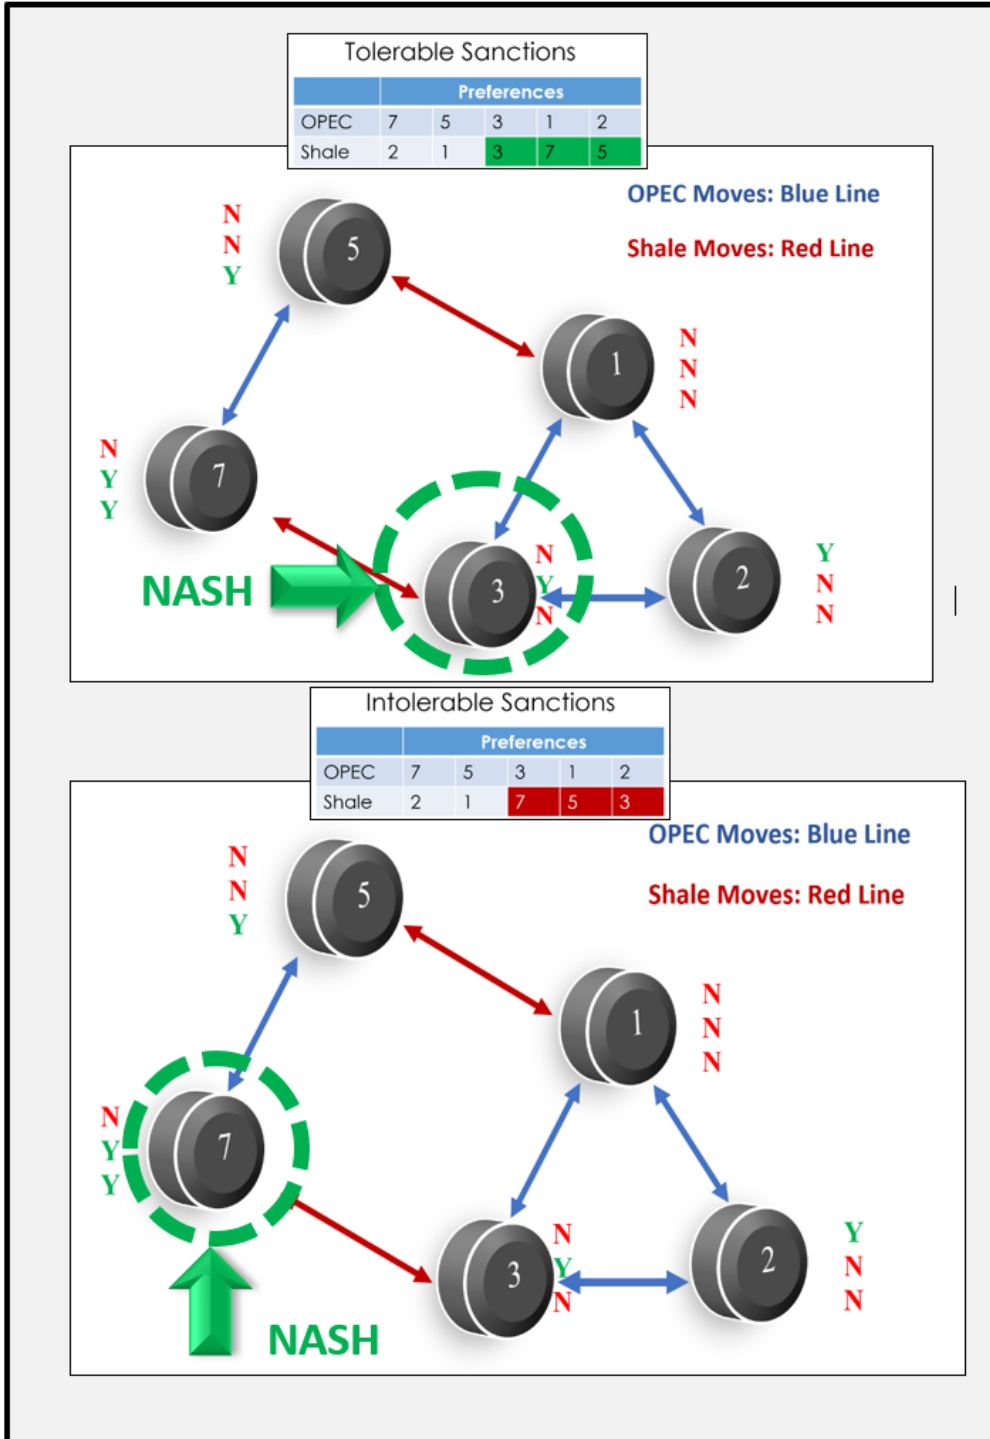 Tolerable Sanctions
Preferences
OPEC 7 5 3 1 2
Shale 2 1 3 7 5
OPEC Moves: Blue Line
Shale Moves: Red Line
N
N
Y
5
1
N
N
N
N
Y
Y
7
NASH
3
N
Y
N
2
Y
N
N
Intolerable Sanctions
Preferences
OPEC 7 5 3 1 2
Shale 2 1 7 5 3
OPEC Moves: Blue Line
Shale Moves: Red Line
N
N
Y
5
1
N
N
N
N
Y
Y
7
3
N
Y
N
2
Y
N
N
NASH